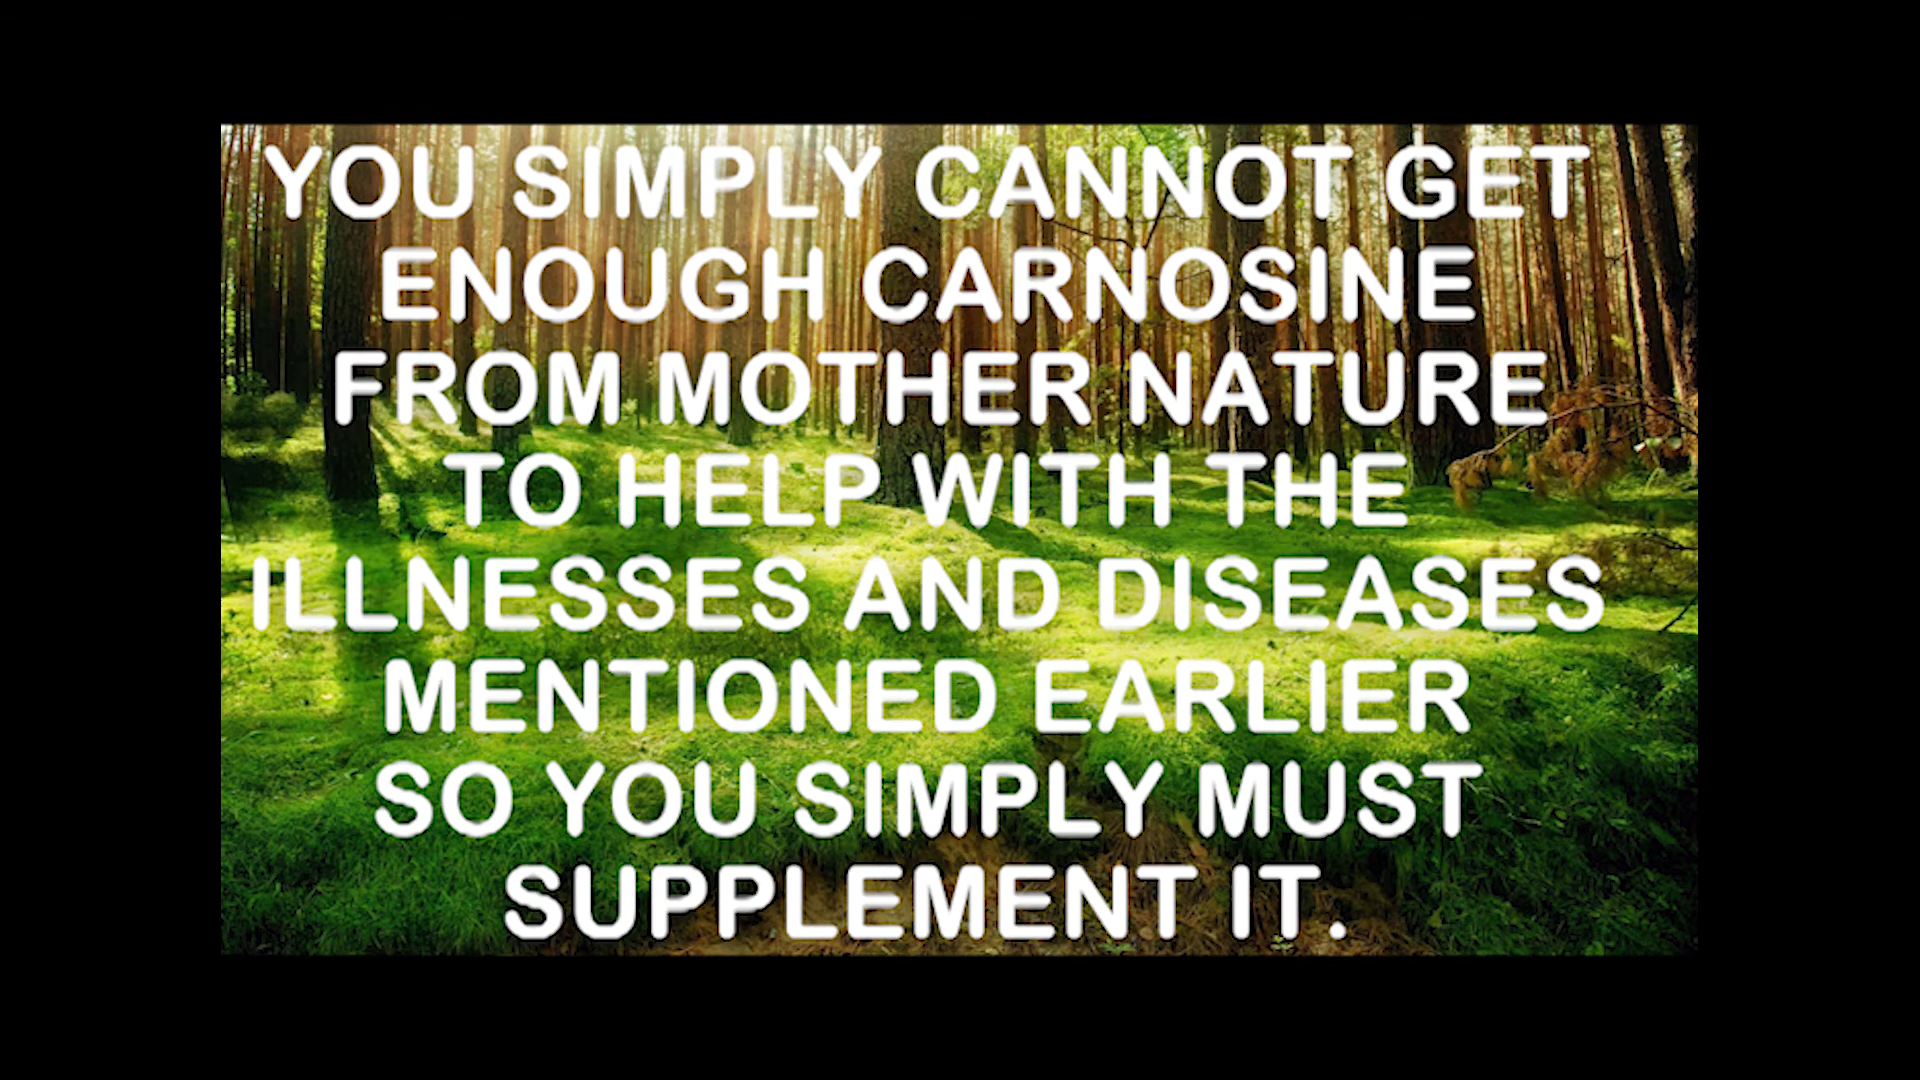 YOU SIMPLY CANNOT GET
ENOUGH CARNOSINE
FROM MOTHER NATURE
TO HELP WITH THE
ILLNESSES AND DISEASES
MENTIONED EARLIER
SO YOU SIMPLY MUST
SUPPLEMENT IT.